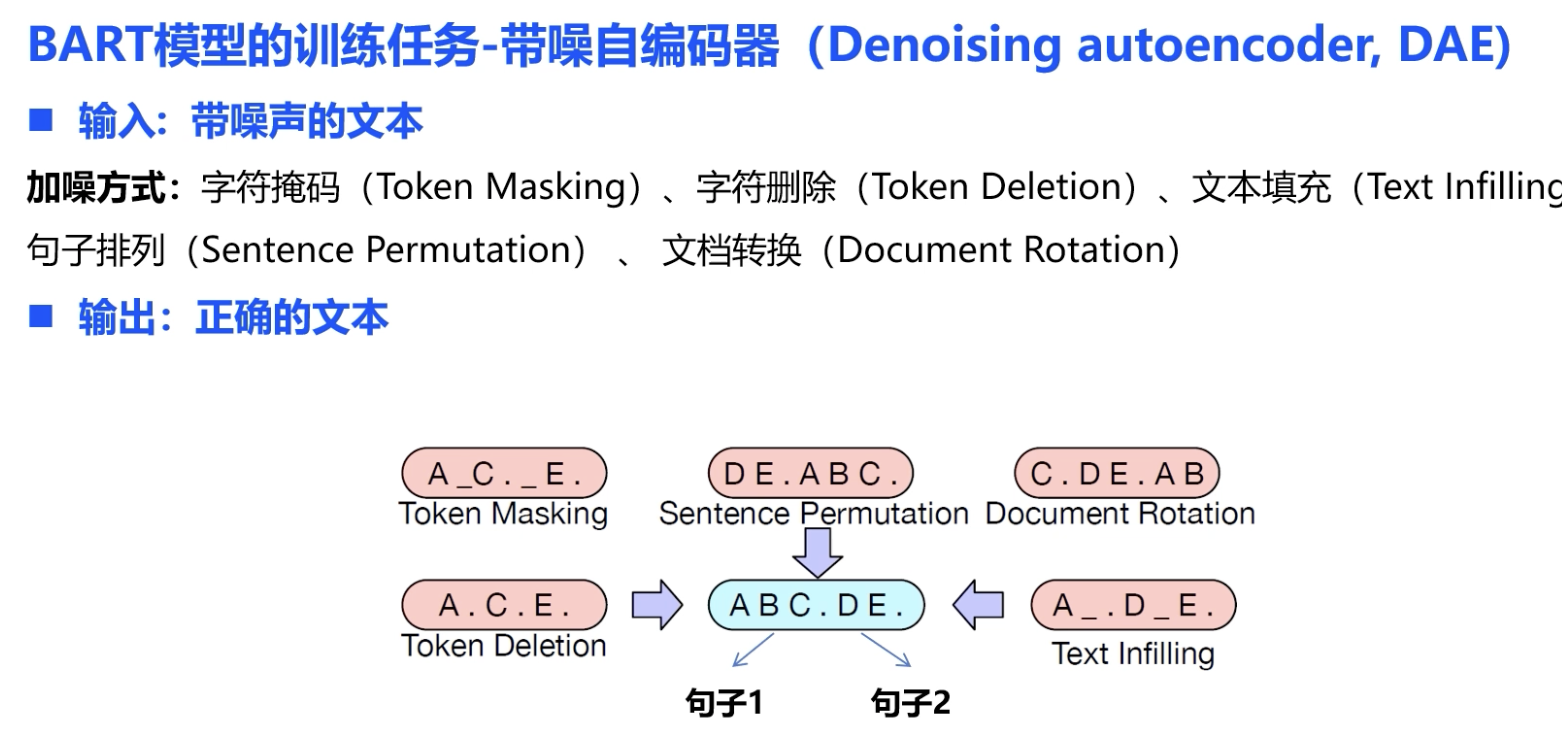 BART模型的训练任务-带噪自编码器（Denoising autoencoder, DAE)
■ 输入：带噪声的文本
加噪方式：字符掩码（Token Masking）、字符删除（Token Deletion）、文本填充（Text Infilling
句子排列（Sentence Permutation） 、 文档转换（Document Rotation）
■ 输出：正确的文本
A _C . _ E .
D E . A B C .
C . D E . A B
Token Masking
Sentence Permutation
Document Rotation
A . C . E .
A B C . D E .
A _ . D _ E .
Token Deletion
Text Infilling
句子1
句子2